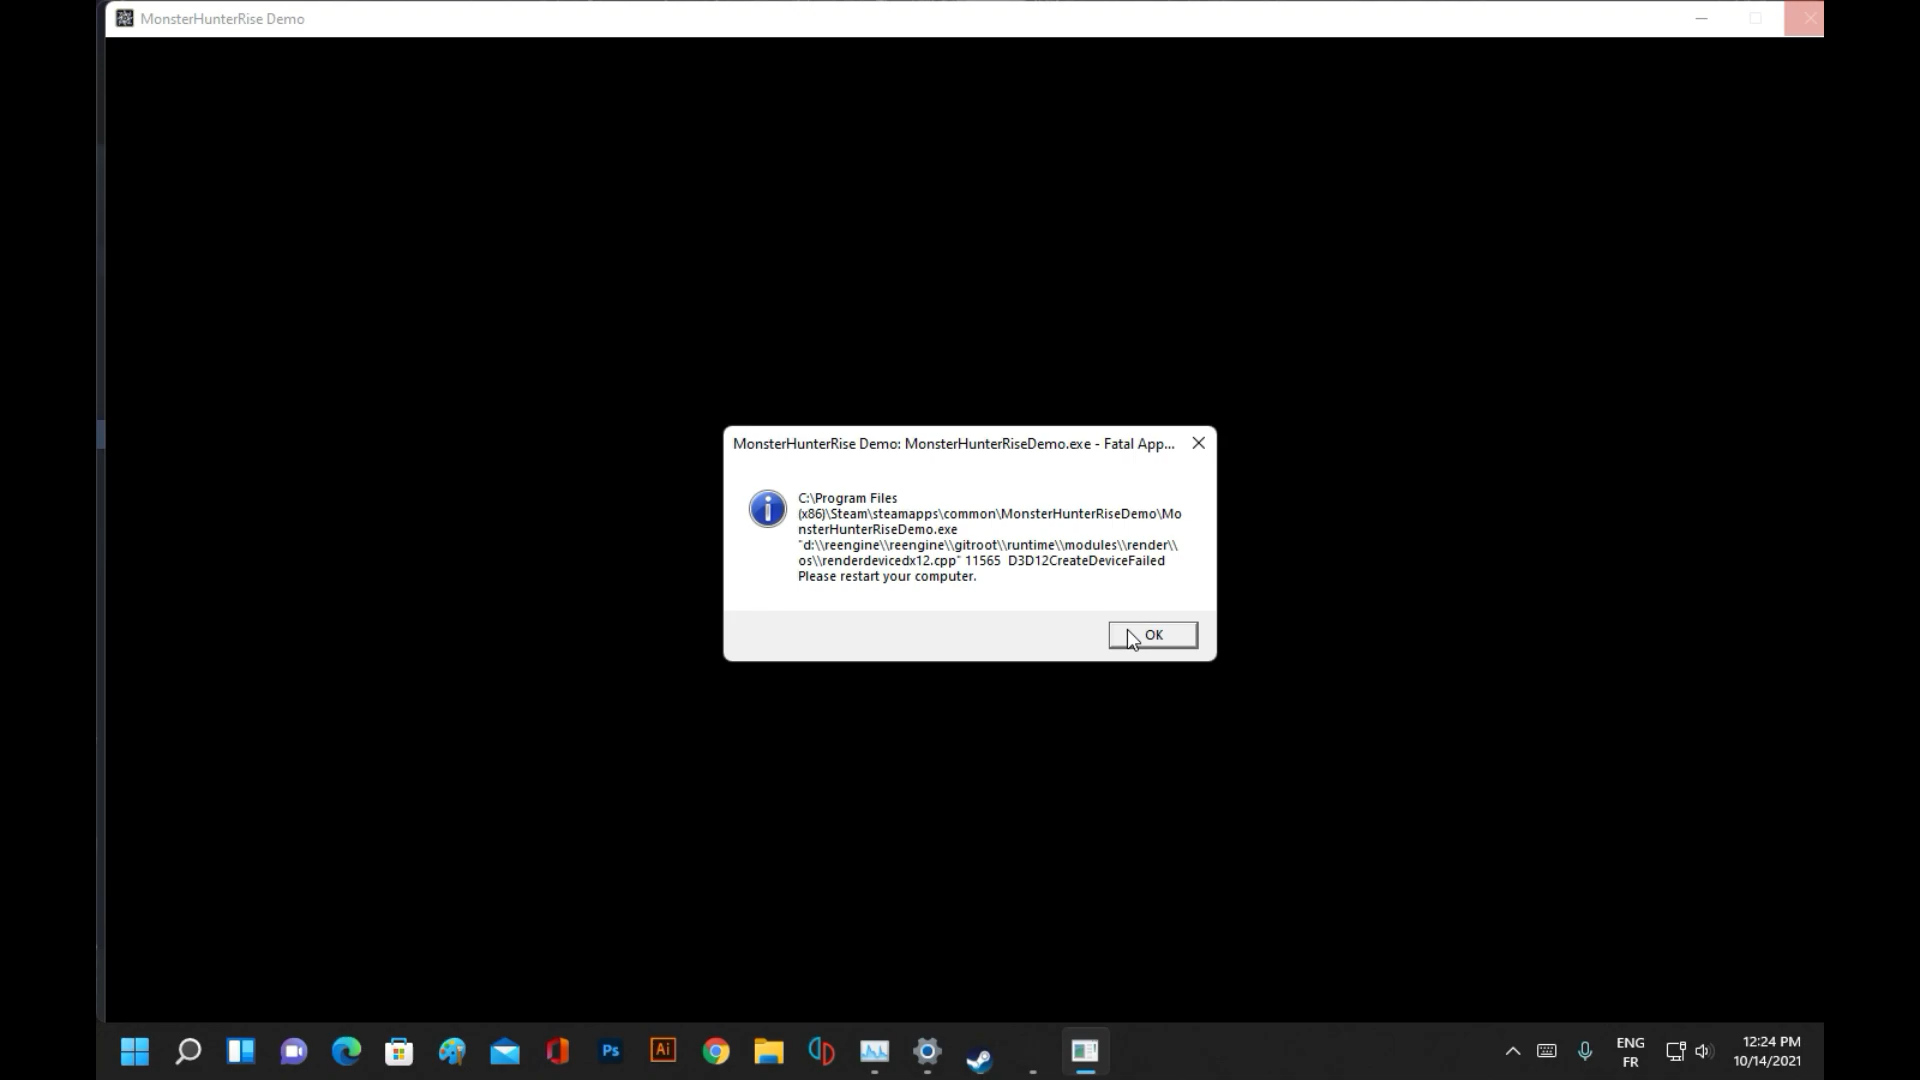 MonsterHunterRise Demo
MonsterHunterRise Demo: MonsterHunterRiseDemo.exe - Fatal App...
C:\Program Files
(x86)\Steam\steamapps\common\MonsterHunterRiseDemo\Mo
nsterHunterRiseDemo.exe
"d:\\reengine\\reengine\\gitroot\\runtime\\modules\\render\\
os\\renderdevicedx12.cpp" 11565  D3D12CreateDeviceFailed
Please restart your computer.
OK
Ps
Ai
ENG
FR
12:24 PM
10/14/2021